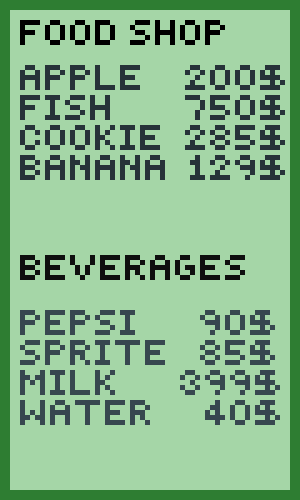 FOOD SHOP
APPLE 200$
FISH 750$
COOKIE 285$
BANANA 129$
BEVERAGES
PEPSI 90$
SPRITE 85$
MILK 399$
WATER 40$